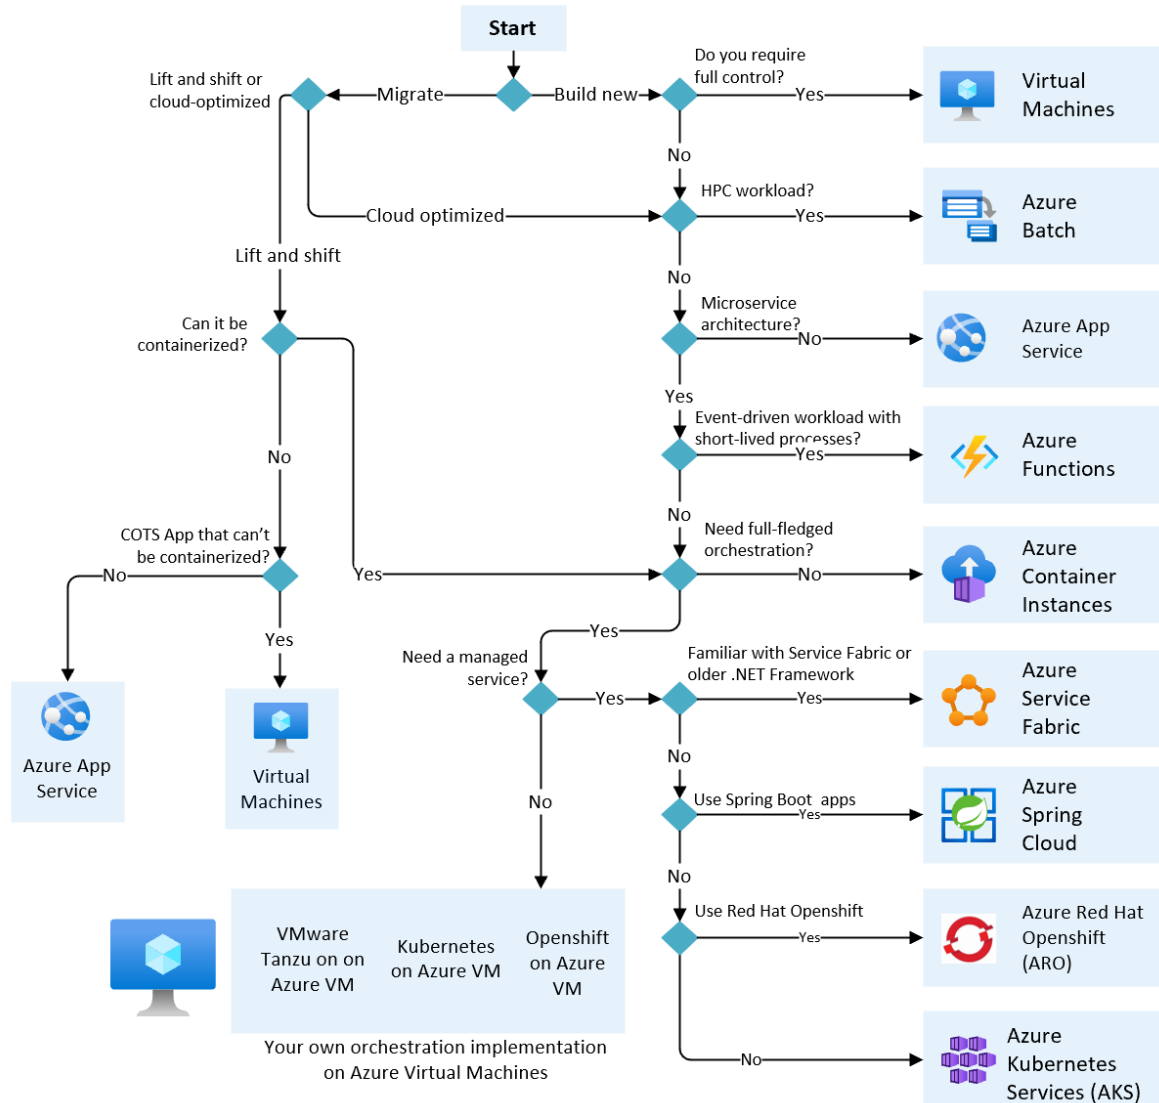 Start
Do you require
full control?
Lift and shift or
cloud-optimized
Migrate
Build new
Yes
Virtual
Machines
No
HPC workload?
Cloud optimized
Yes
Azure
Batch
Lift and shift
No
Microservice
architecture?
Can it be
containerized?
No
Azure App
Service
Yes
Event-driven workload with
short-lived processes?
Yes
Azure
Functions
No
No
Need full-fledged
orchestration?
COTS App that can't
be containerized?
No
Yes
No
Azure
Container
Instances
Yes
Yes
Need a managed
service?
Familiar with Service Fabric or
older .NET Framework
Yes
Yes
Azure
Service
Fabric
Azure App
Service
Virtual
Machines
No
No
Use Spring Boot apps
Yes
Azure
Spring
Cloud
No
Use Red Hat Openshift
Yes
Azure Red Hat
Openshift
(ARO)
VMware
Tanzu on on
Azure VM
Kubernetes
on Azure VM
Openshift
on Azure
VM
Your own orchestration implementation
on Azure Virtual Machines
No
Azure
Kubernetes
Services (AKS)